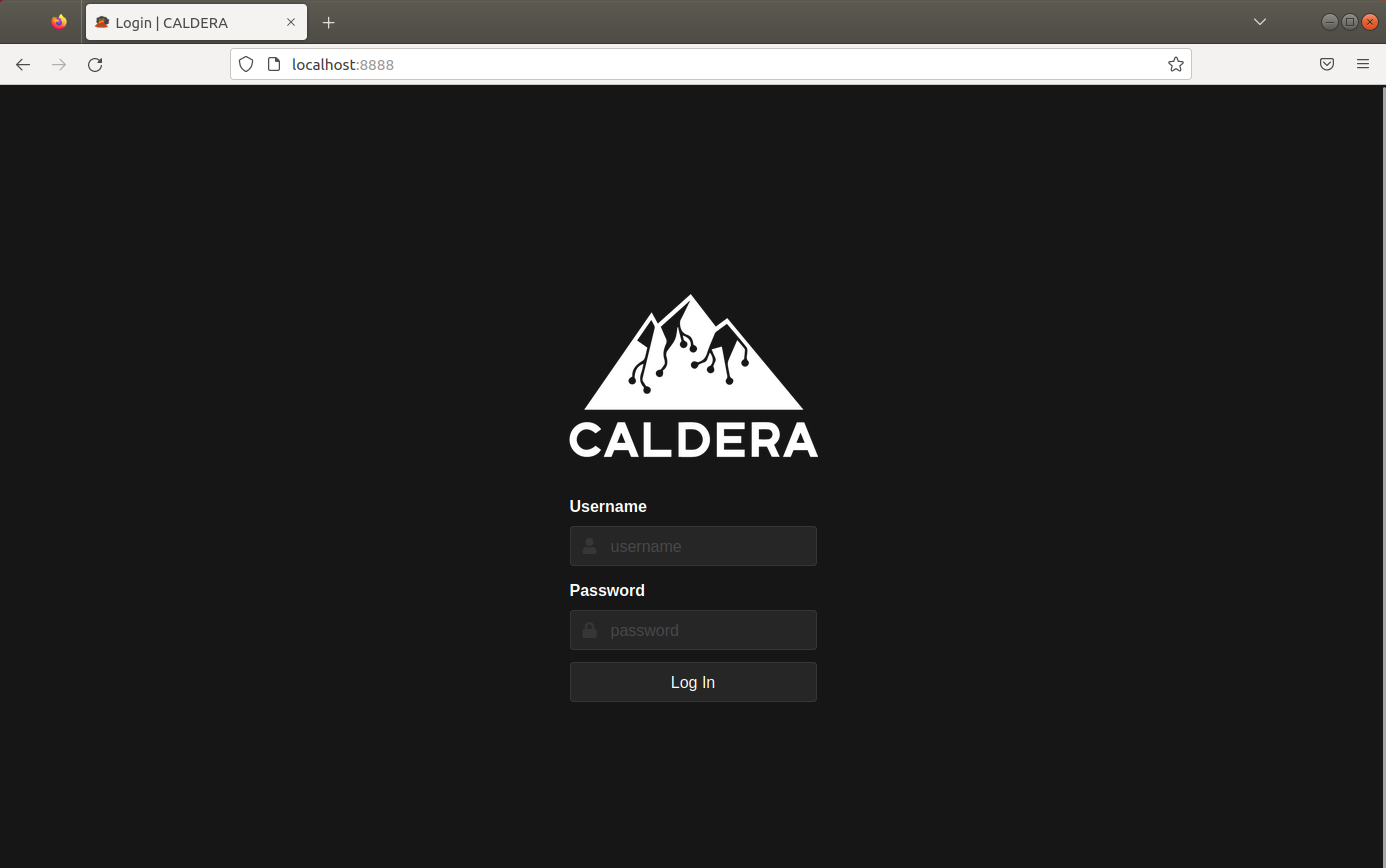 Login | CALDERA
localhost:8888
CALDERA
Username
username
Password
password
Log In